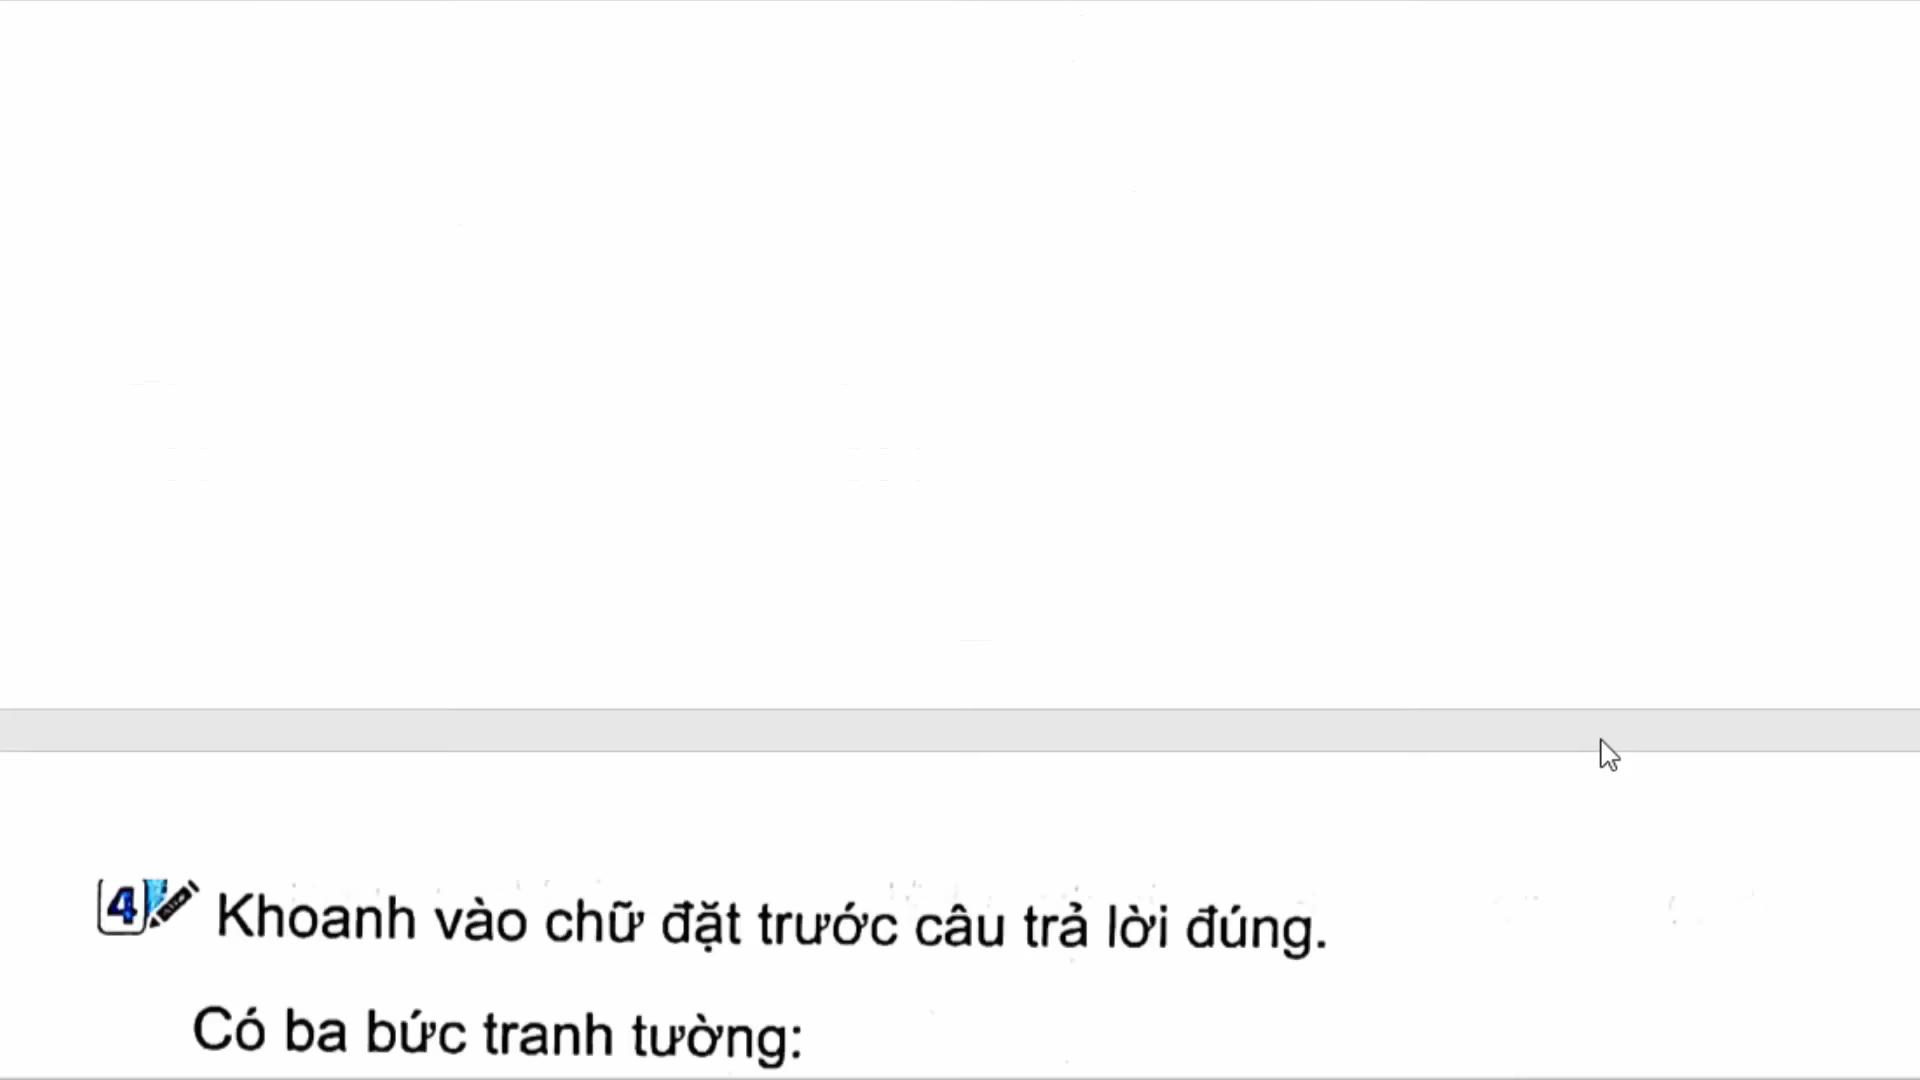 4 Khoanh vào chữ đặt trước câu trả lời đúng.
Có ba bức tranh tường: